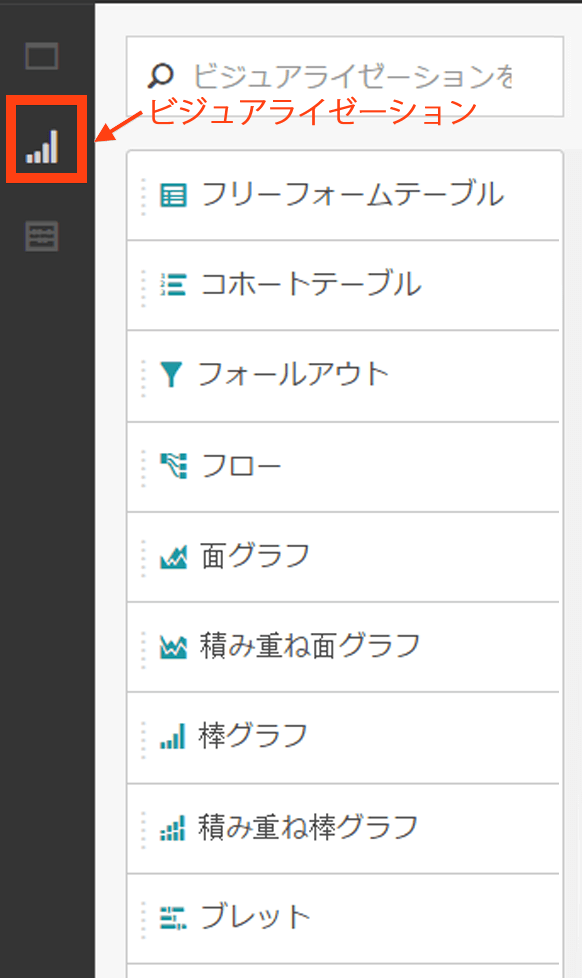 ビジュアライゼーションを
ビジュアライゼーション
フリーフォームテーブル
コホートテーブル
フォールアウト
フロー
面グラフ
積み重ね面グラフ
棒グラフ
積み重ね棒グラフ
ブレット